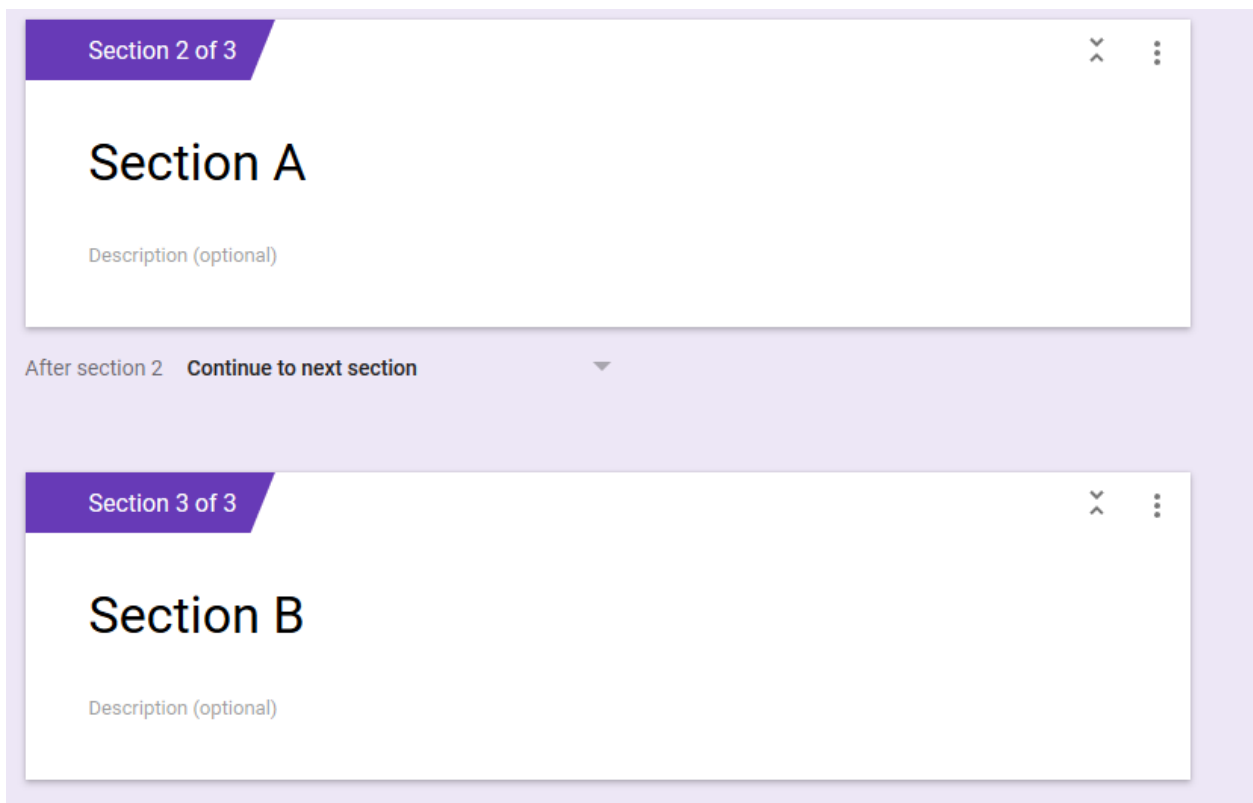 Section 2 of 3
Section A
Description (optional)
After section 2 Continue to next section
Section 3 of 3
Section B
Description (optional)